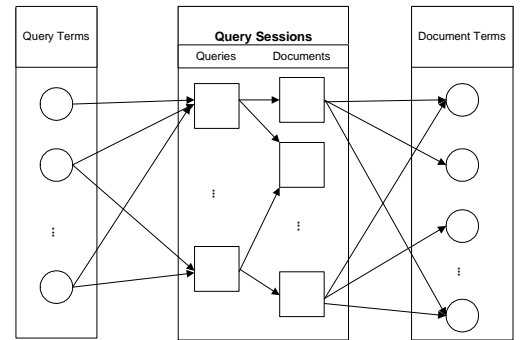 Query Terms
Query Sessions
Queries Documents
Document Terms
...
...
...
...